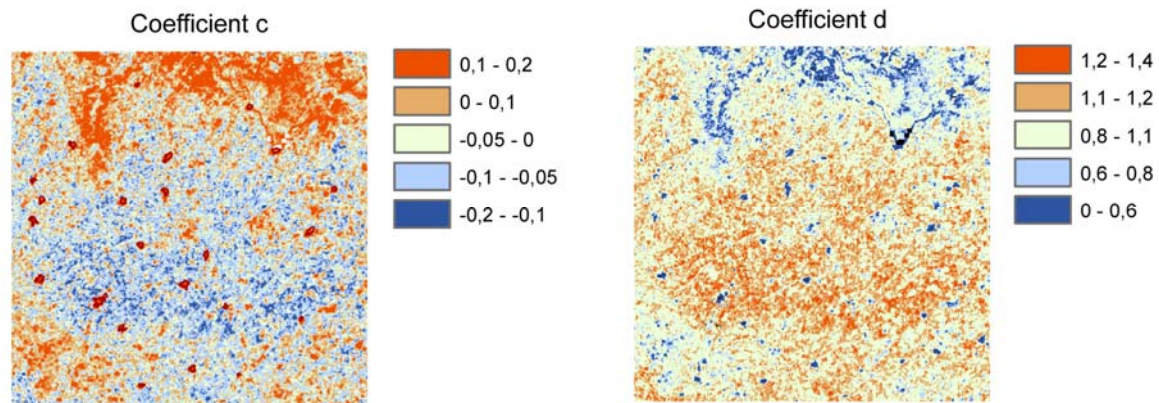 Coefficient c
0,1 - 0,2
0 - 0,1
-0,05 - 0
-0,1 - -0,05
-0,2 - -0,1
Coefficient d
1,2 - 1,4
1,1 - 1,2
0,8 - 1,1
0,6 - 0,8
0 - 0,6